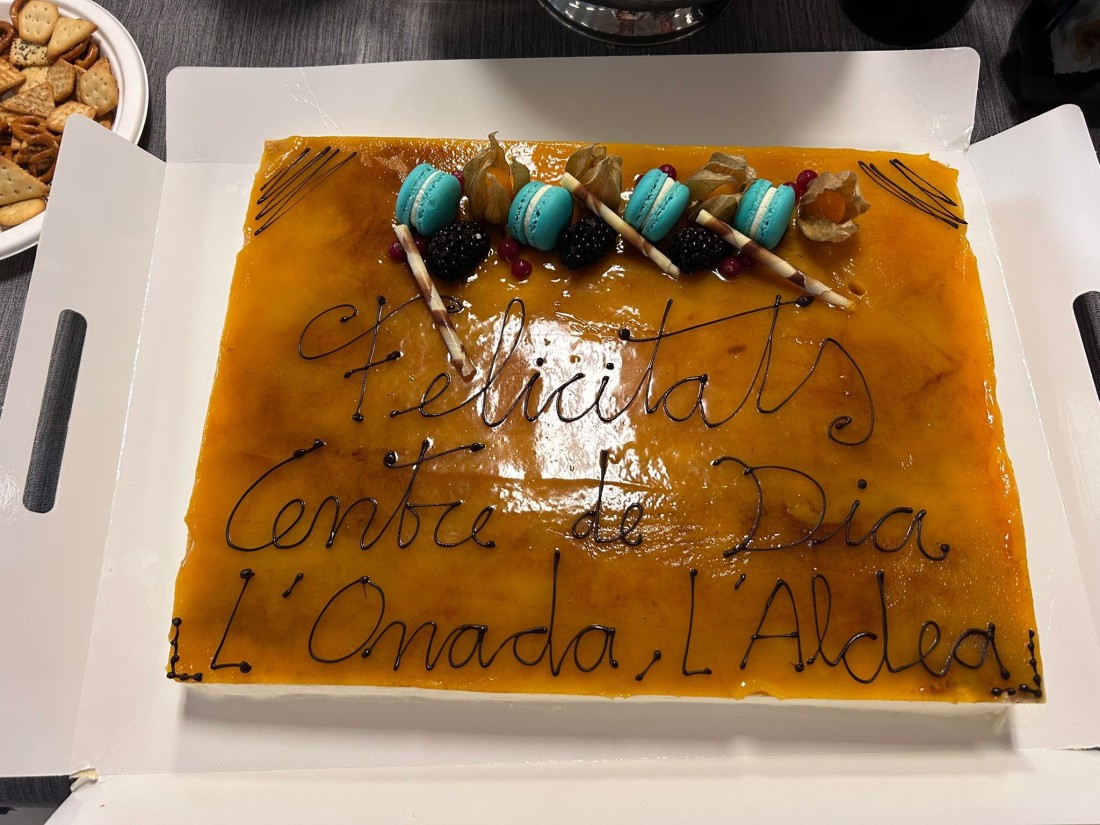 Felicitats
Centre de Dia
L'Onada, L'Aldea